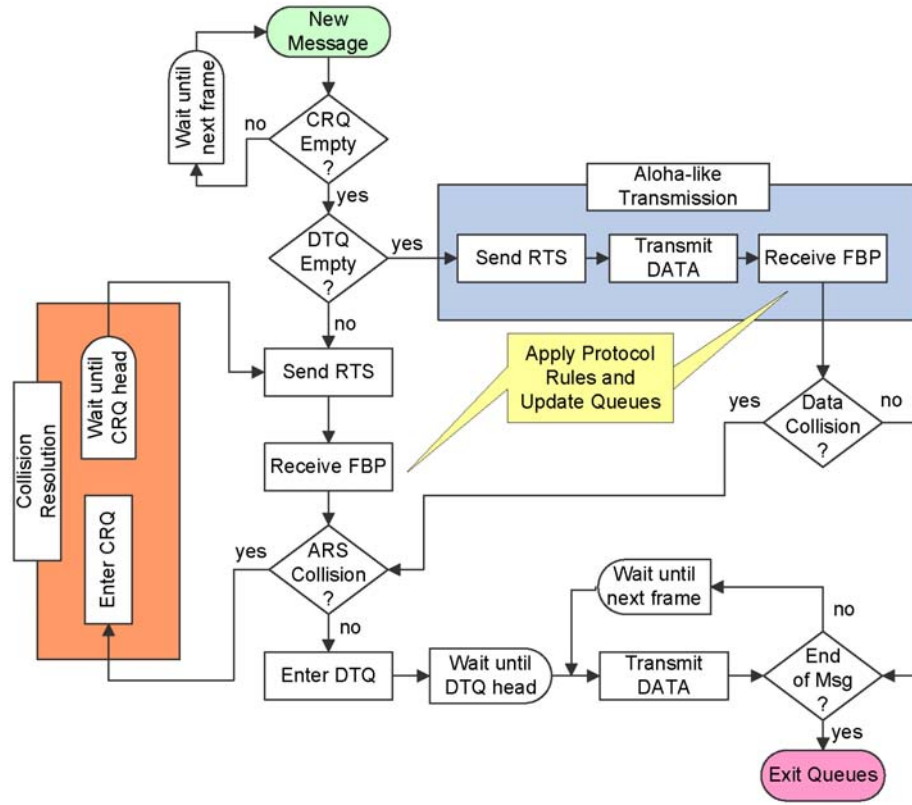 New
Message
Wait until
next frame
no
CRQ
Empty
?
yes
Aloha-like
Transmission
DTQ
Empty
?
yes
Send RTS
Transmit
DATA
Receive FBP
no
Wait until
CRQ head
Send RTS
Apply Protocol
Rules and
Update Queues
yes
Data
Collision
?
no
Collision
Resolution
Receive FBP
Enter CRQ
yes
ARS
Collision
?
no
Wait until
next frame
no
Enter DTQ
Wait until
DTQ head
Transmit
DATA
End
of Msg
?
yes
Exit Queues